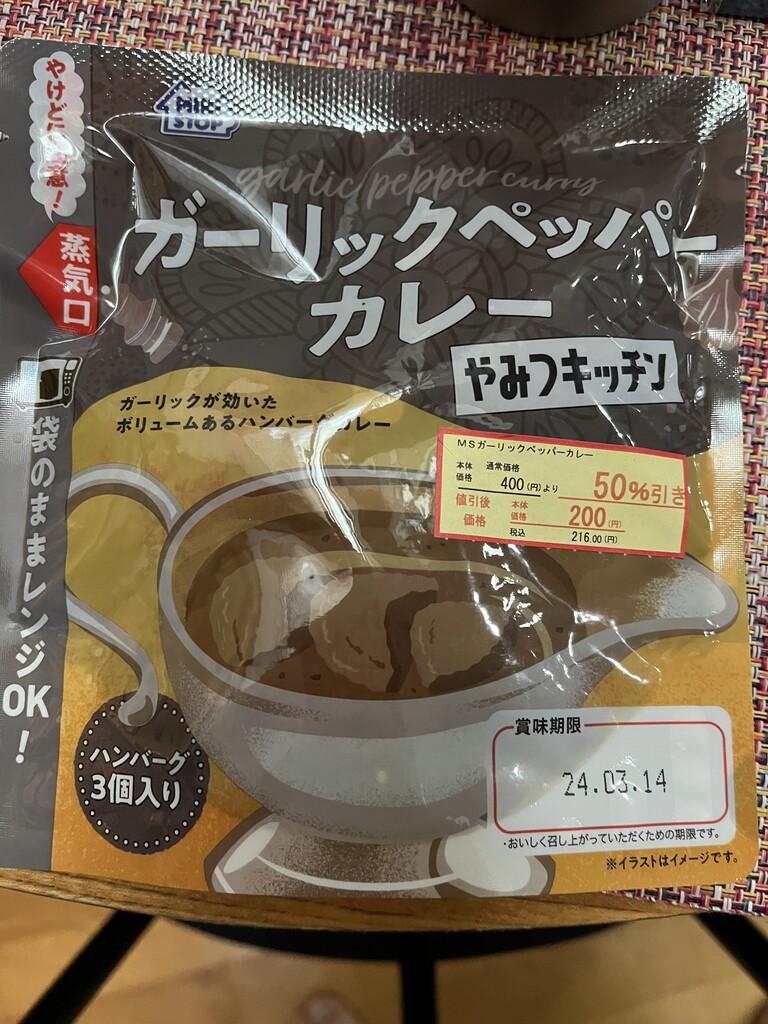 やけどに注意!
蒸気口
袋のままレンジOK!
MINI
STOP
garlic pepper curry
ガーリックペッパー
カレー
やみつキッチン
ガーリックが効いた
ボリュームあるハンバーグカレー
MSガーリックペッパーカレー
本体価格 通常価格 400(円)より 50%引き
値引後価格 本体価格 200(円)
税込 216.00(円)
ハンバーグ
3個入り
賞味期限
24.03.14
・おいしく召し上がっていただくための期限です。
※イラストはイメージです。